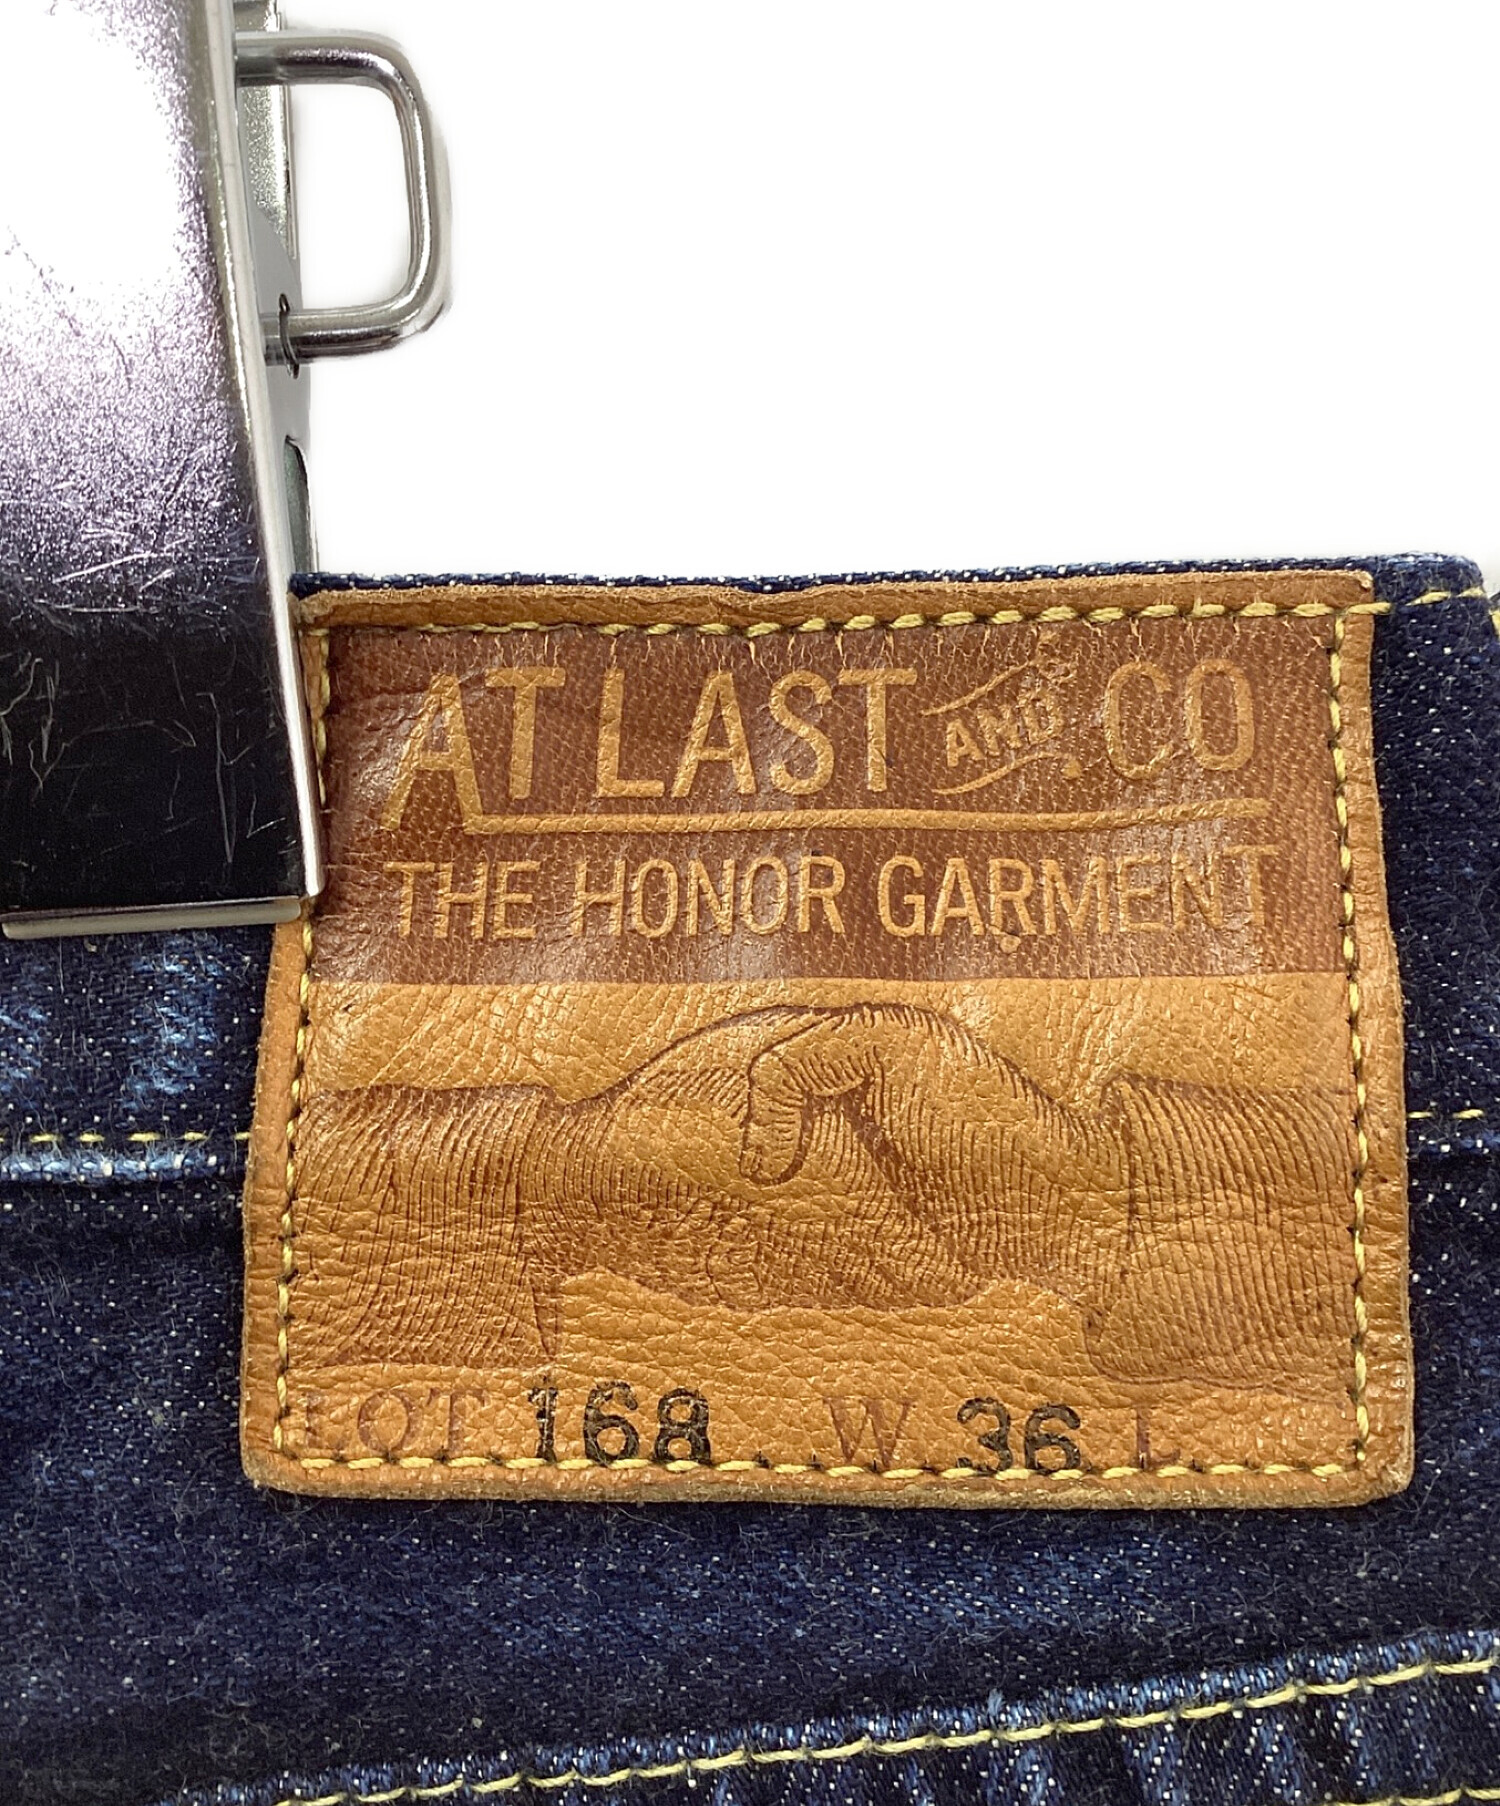 AT LAST AND .CO
THE HONOR GARMENT
LOT 168 . W 36 L